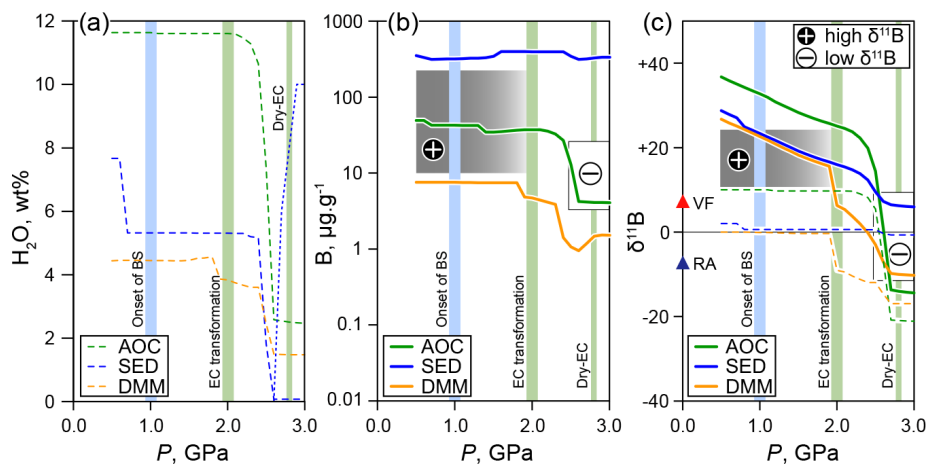 (a)
12
10
8
6
4
2
0
H₂O, wt%
Onset of BS
EC transformation
Dry-EC
AOC
SED
DMM
0.0 1.0 2.0 3.0
P, GPa
(b)
1000
100
10
1
0.1
0.01
B, µg.g⁻¹
+
−
Onset of BS
EC transformation
Dry-EC
AOC
SED
DMM
0.0 1.0 2.0 3.0
P, GPa
(c)
+ high δ¹¹B
− low δ¹¹B
+40
+20
0
-20
-40
δ¹¹B
+
−
VF
RA
Onset of BS
EC transformation
Dry-EC
AOC
SED
DMM
0.0 1.0 2.0 3.0
P, GPa